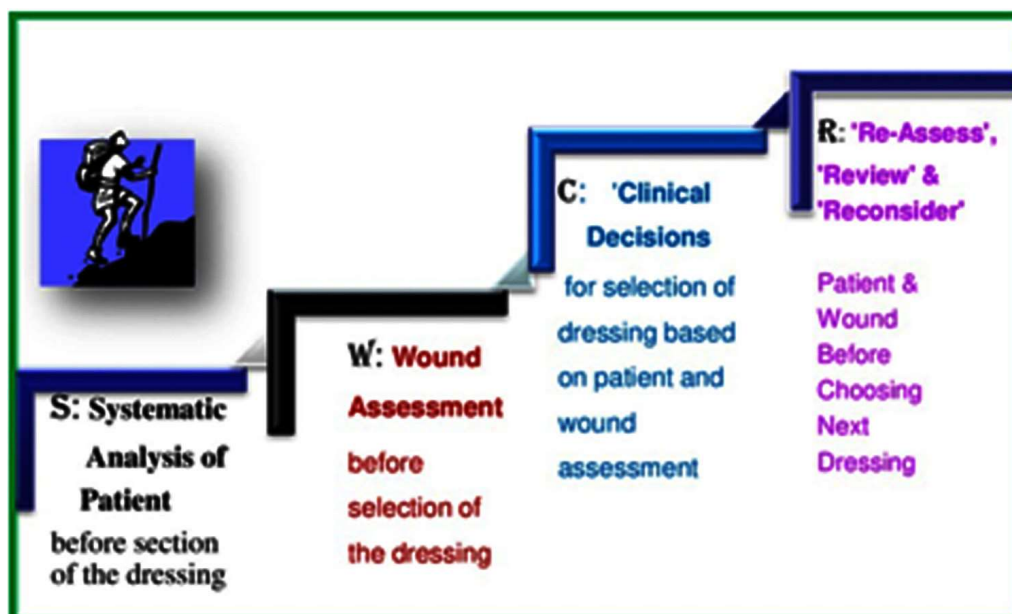 S: Systematic
Analysis of
Patient
before section
of the dressing
W: Wound
Assessment
before
selection of
the dressing
C: 'Clinical
Decisions
for selection of
dressing based
on patient and
wound
assessment
R: 'Re-Assess',
'Review' &
'Reconsider'
Patient &
Wound
Before
Choosing
Next
Dressing